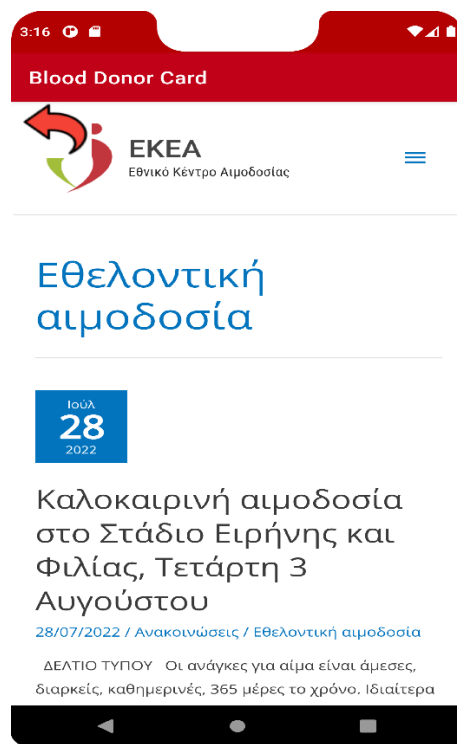 3:16
Blood Donor Card
ΕΚΕΑ
Εθνικό Κέντρο Αιμοδοσίας
Εθελοντική
αιμοδοσία
Ιούλ
28
2022
Καλοκαιρινή αιμοδοσία
στο Στάδιο Ειρήνης και
Φιλίας, Τετάρτη 3
Αυγούστου
28/07/2022 / Ανακοινώσεις / Εθελοντική αιμοδοσία
ΔΕΛΤΙΟ ΤΥΠΟΥ Οι ανάγκες για αίμα είναι άμεσες,
διαρκείς, καθημερινές, 365 μέρες το χρόνο. Ιδιαίτερα